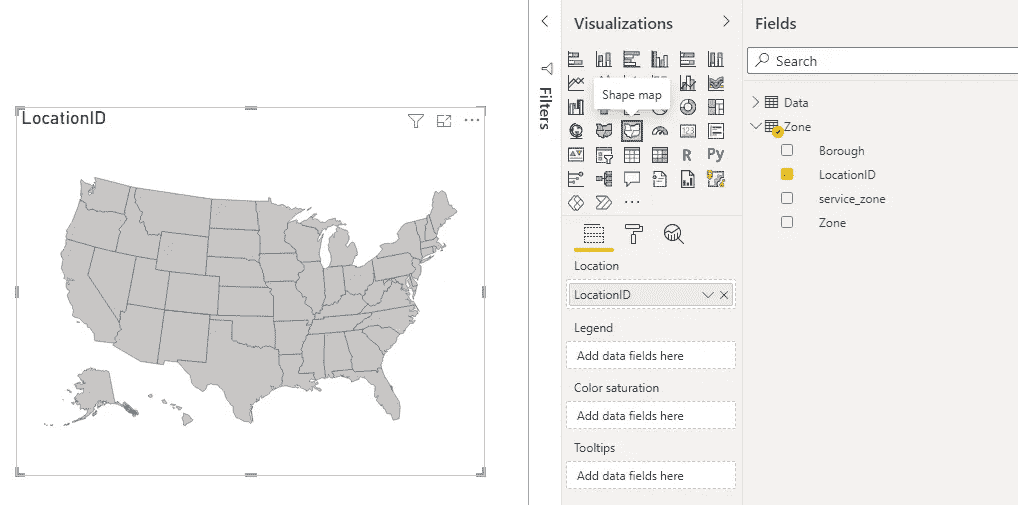 LocationID
Filters
Visualizations
Shape map
123
R
Py
Location
LocationID
Legend
Add data fields here
Color saturation
Add data fields here
Tooltips
Add data fields here
Fields
Search
Data
Zone
Borough
LocationID
service_zone
Zone